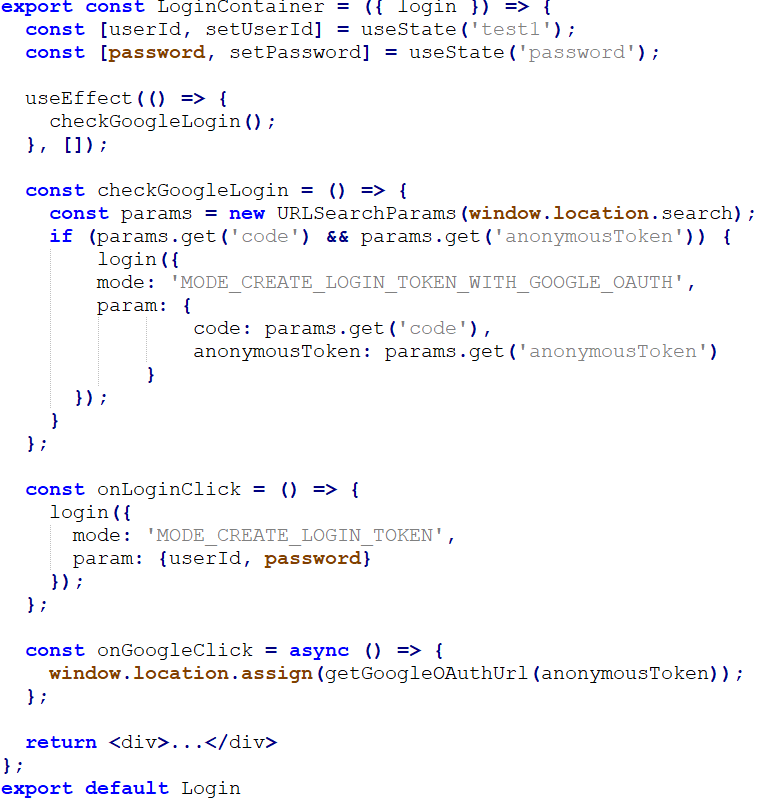 export const LoginContainer = ({ login }) => {
  const [userId, setUserId] = useState('test1');
  const [password, setPassword] = useState('password');

  useEffect(() => {
    checkGoogleLogin();
  }, []);

  const checkGoogleLogin = () => {
    const params = new URLSearchParams(window.location.search);
    if (params.get('code') && params.get('anonymousToken')) {
        login({
        mode: 'MODE_CREATE_LOGIN_TOKEN_WITH_GOOGLE_OAUTH',
        param: {
                code: params.get('code'),
                anonymousToken: params.get('anonymousToken')
            }
      });
    }
  };

  const onLoginClick = () => {
    login({
      mode: 'MODE_CREATE_LOGIN_TOKEN',
      param: {userId, password}
    });
  };

  const onGoogleClick = async () => {
    window.location.assign(getGoogleOAuthUrl(anonymousToken));
  };

  return <div>...</div>
};
export default Login